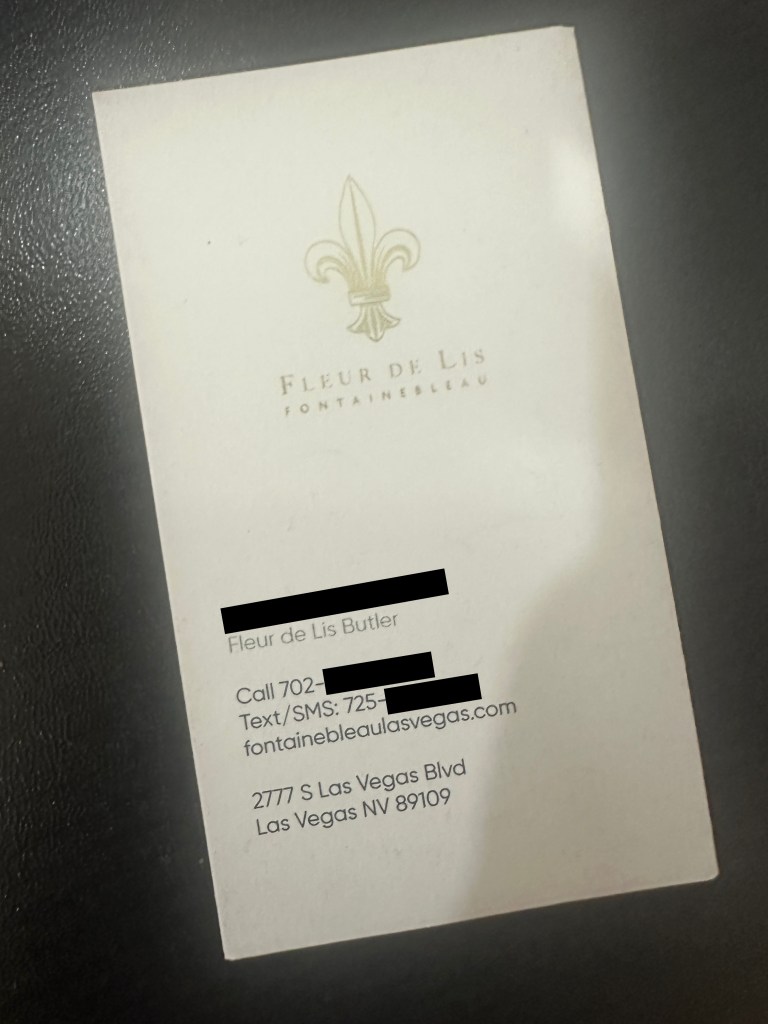 FLEUR DE LIS
FONTAINEBLEAU
Fleur de Lis Butler
Call 702-
Text/SMS: 725-
fontainebleaulasvegas.com
2777 S Las Vegas Blvd
Las Vegas NV 89109